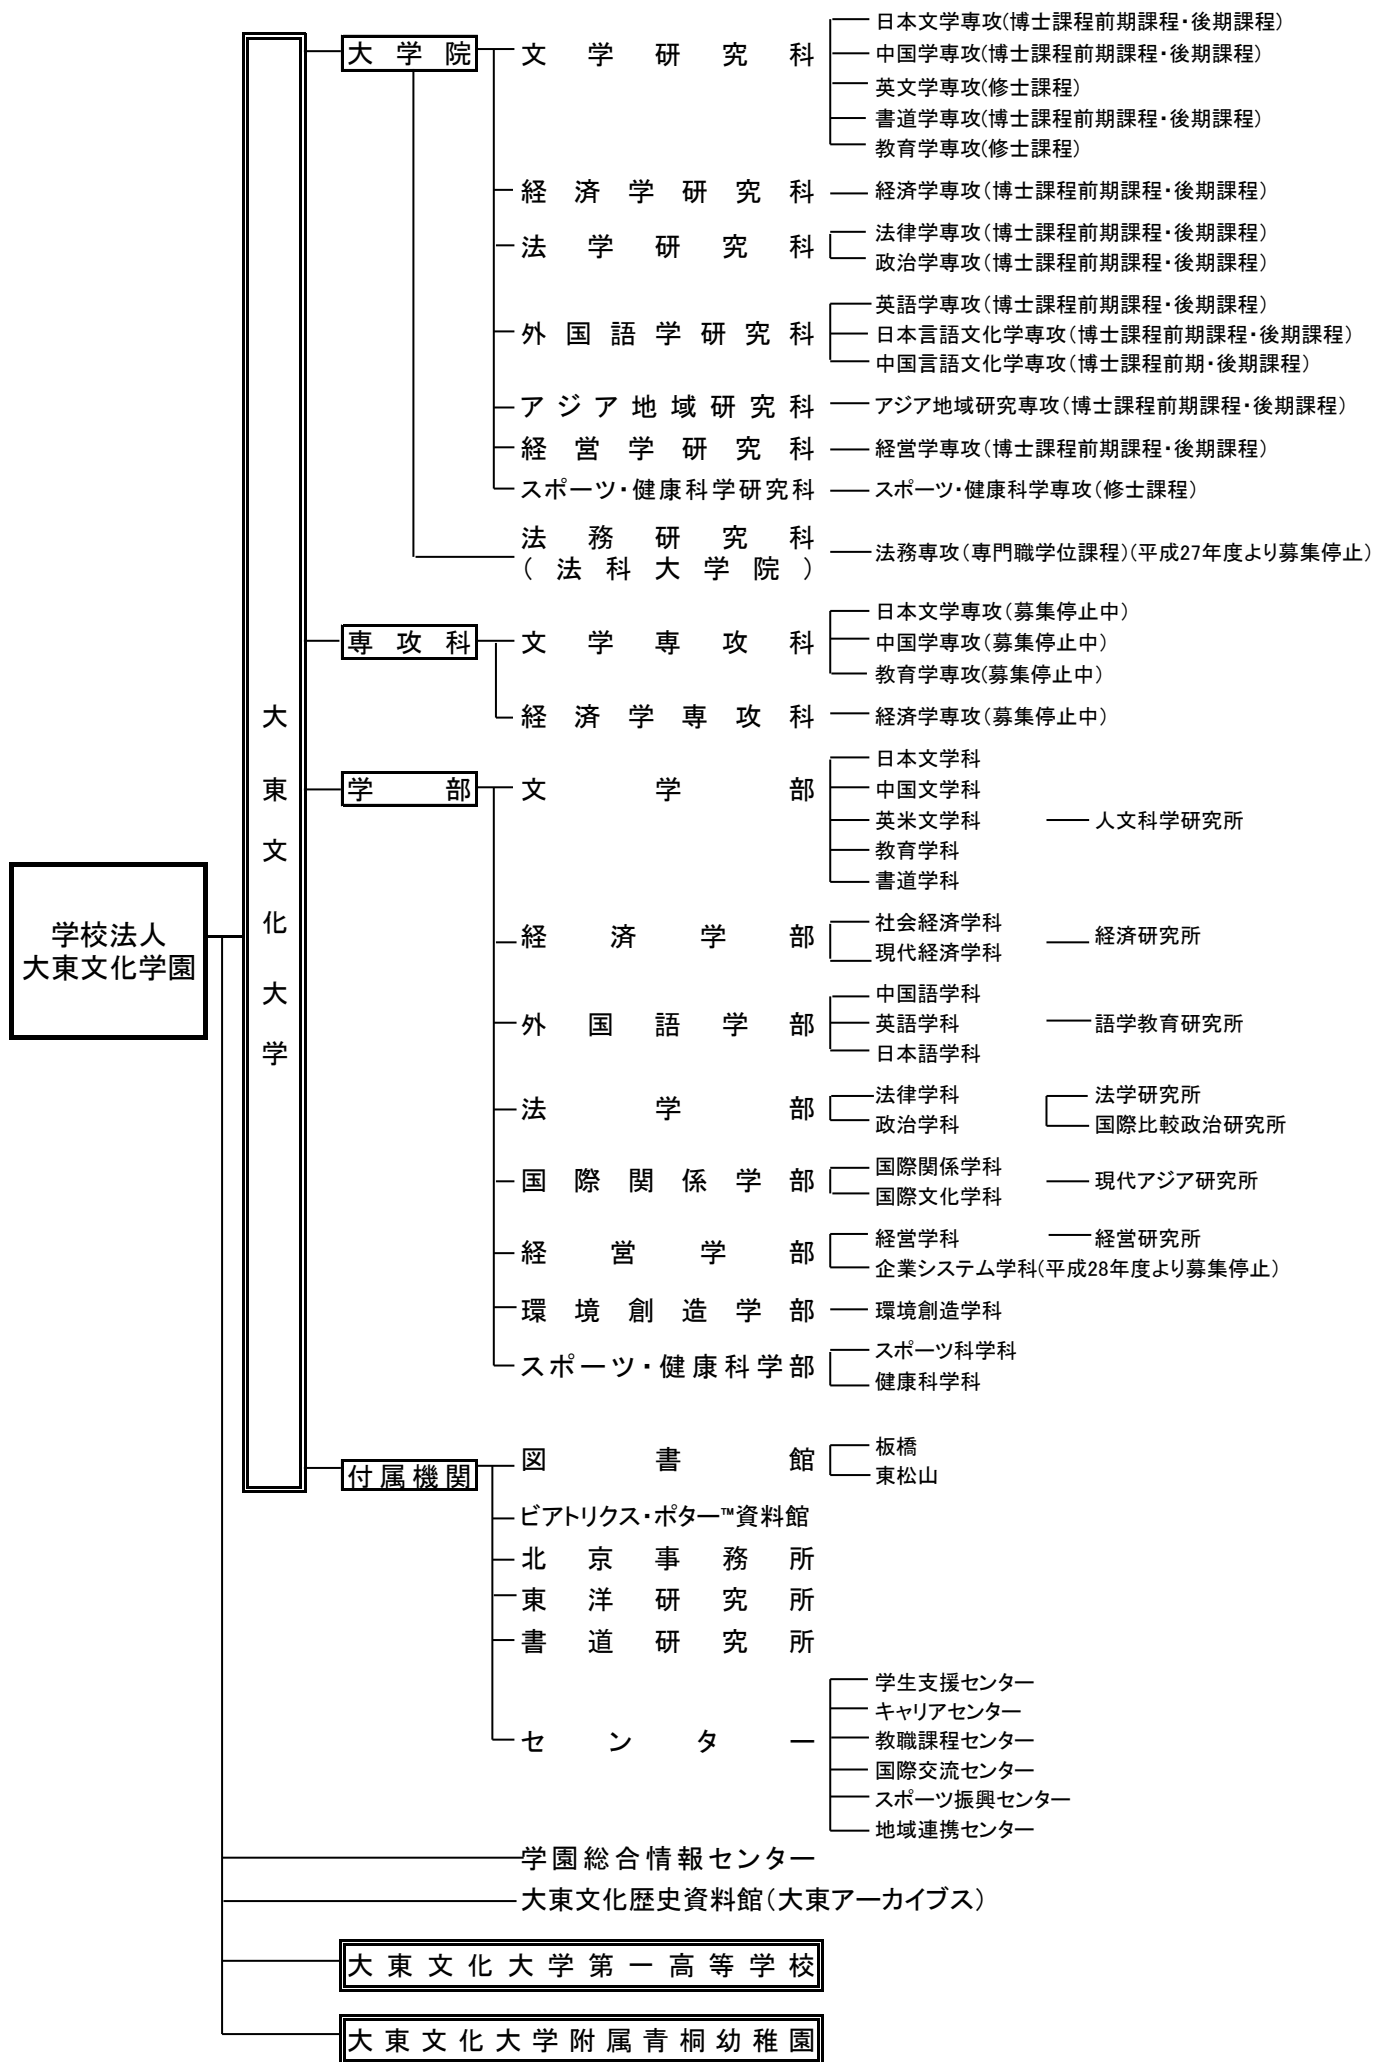 学校法人
大東文化学園
大東文化大学
大学院
文学研究科
日本文学専攻(博士課程前期課程・後期課程)
中国学専攻(博士課程前期課程・後期課程)
英文学専攻(修士課程)
書道学専攻(博士課程前期課程・後期課程)
教育学専攻(修士課程)
経済学研究科
経済学専攻(博士課程前期課程・後期課程)
法学研究科
法律学専攻(博士課程前期課程・後期課程)
政治学専攻(博士課程前期課程・後期課程)
外国語学研究科
英語学専攻(博士課程前期課程・後期課程)
日本言語文化学専攻(博士課程前期課程・後期課程)
中国言語文化学専攻(博士課程前期・後期課程)
アジア地域研究科
アジア地域研究専攻(博士課程前期課程・後期課程)
経営学研究科
経営学専攻(博士課程前期課程・後期課程)
スポーツ・健康科学研究科
スポーツ・健康科学専攻(修士課程)
法務研究科
(法科大学院)
法務専攻(専門職学位課程)(平成27年度より募集停止)
専攻科
文学専攻科
日本文学専攻(募集停止中)
中国学専攻(募集停止中)
教育学専攻(募集停止中)
経済学専攻科
経済学専攻(募集停止中)
学部
文学部
日本文学科
中国文学科
英米文学科
教育学科
書道学科
人文科学研究所
経済学部
社会経済学科
現代経済学科
経済研究所
外国語学部
中国語学科
英語学科
日本語学科
語学教育研究所
法学部
法律学科
政治学科
法学研究所
国際比較政治研究所
国際関係学部
国際関係学科
国際文化学科
現代アジア研究所
経営学部
経営学科
企業システム学科(平成28年度より募集停止)
経営研究所
環境創造学部
環境創造学科
スポーツ・健康科学部
スポーツ科学科
健康科学科
付属機関
図書館
板橋
東松山
ビアトリクス・ポター™資料館
北京事務所
東洋研究所
書道研究所
センター
学生支援センター
キャリアセンター
教職課程センター
国際交流センター
スポーツ振興センター
地域連携センター
学園総合情報センター
大東文化歴史資料館(大東アーカイブス)
大東文化大学第一高等学校
大東文化大学附属青桐幼稚園